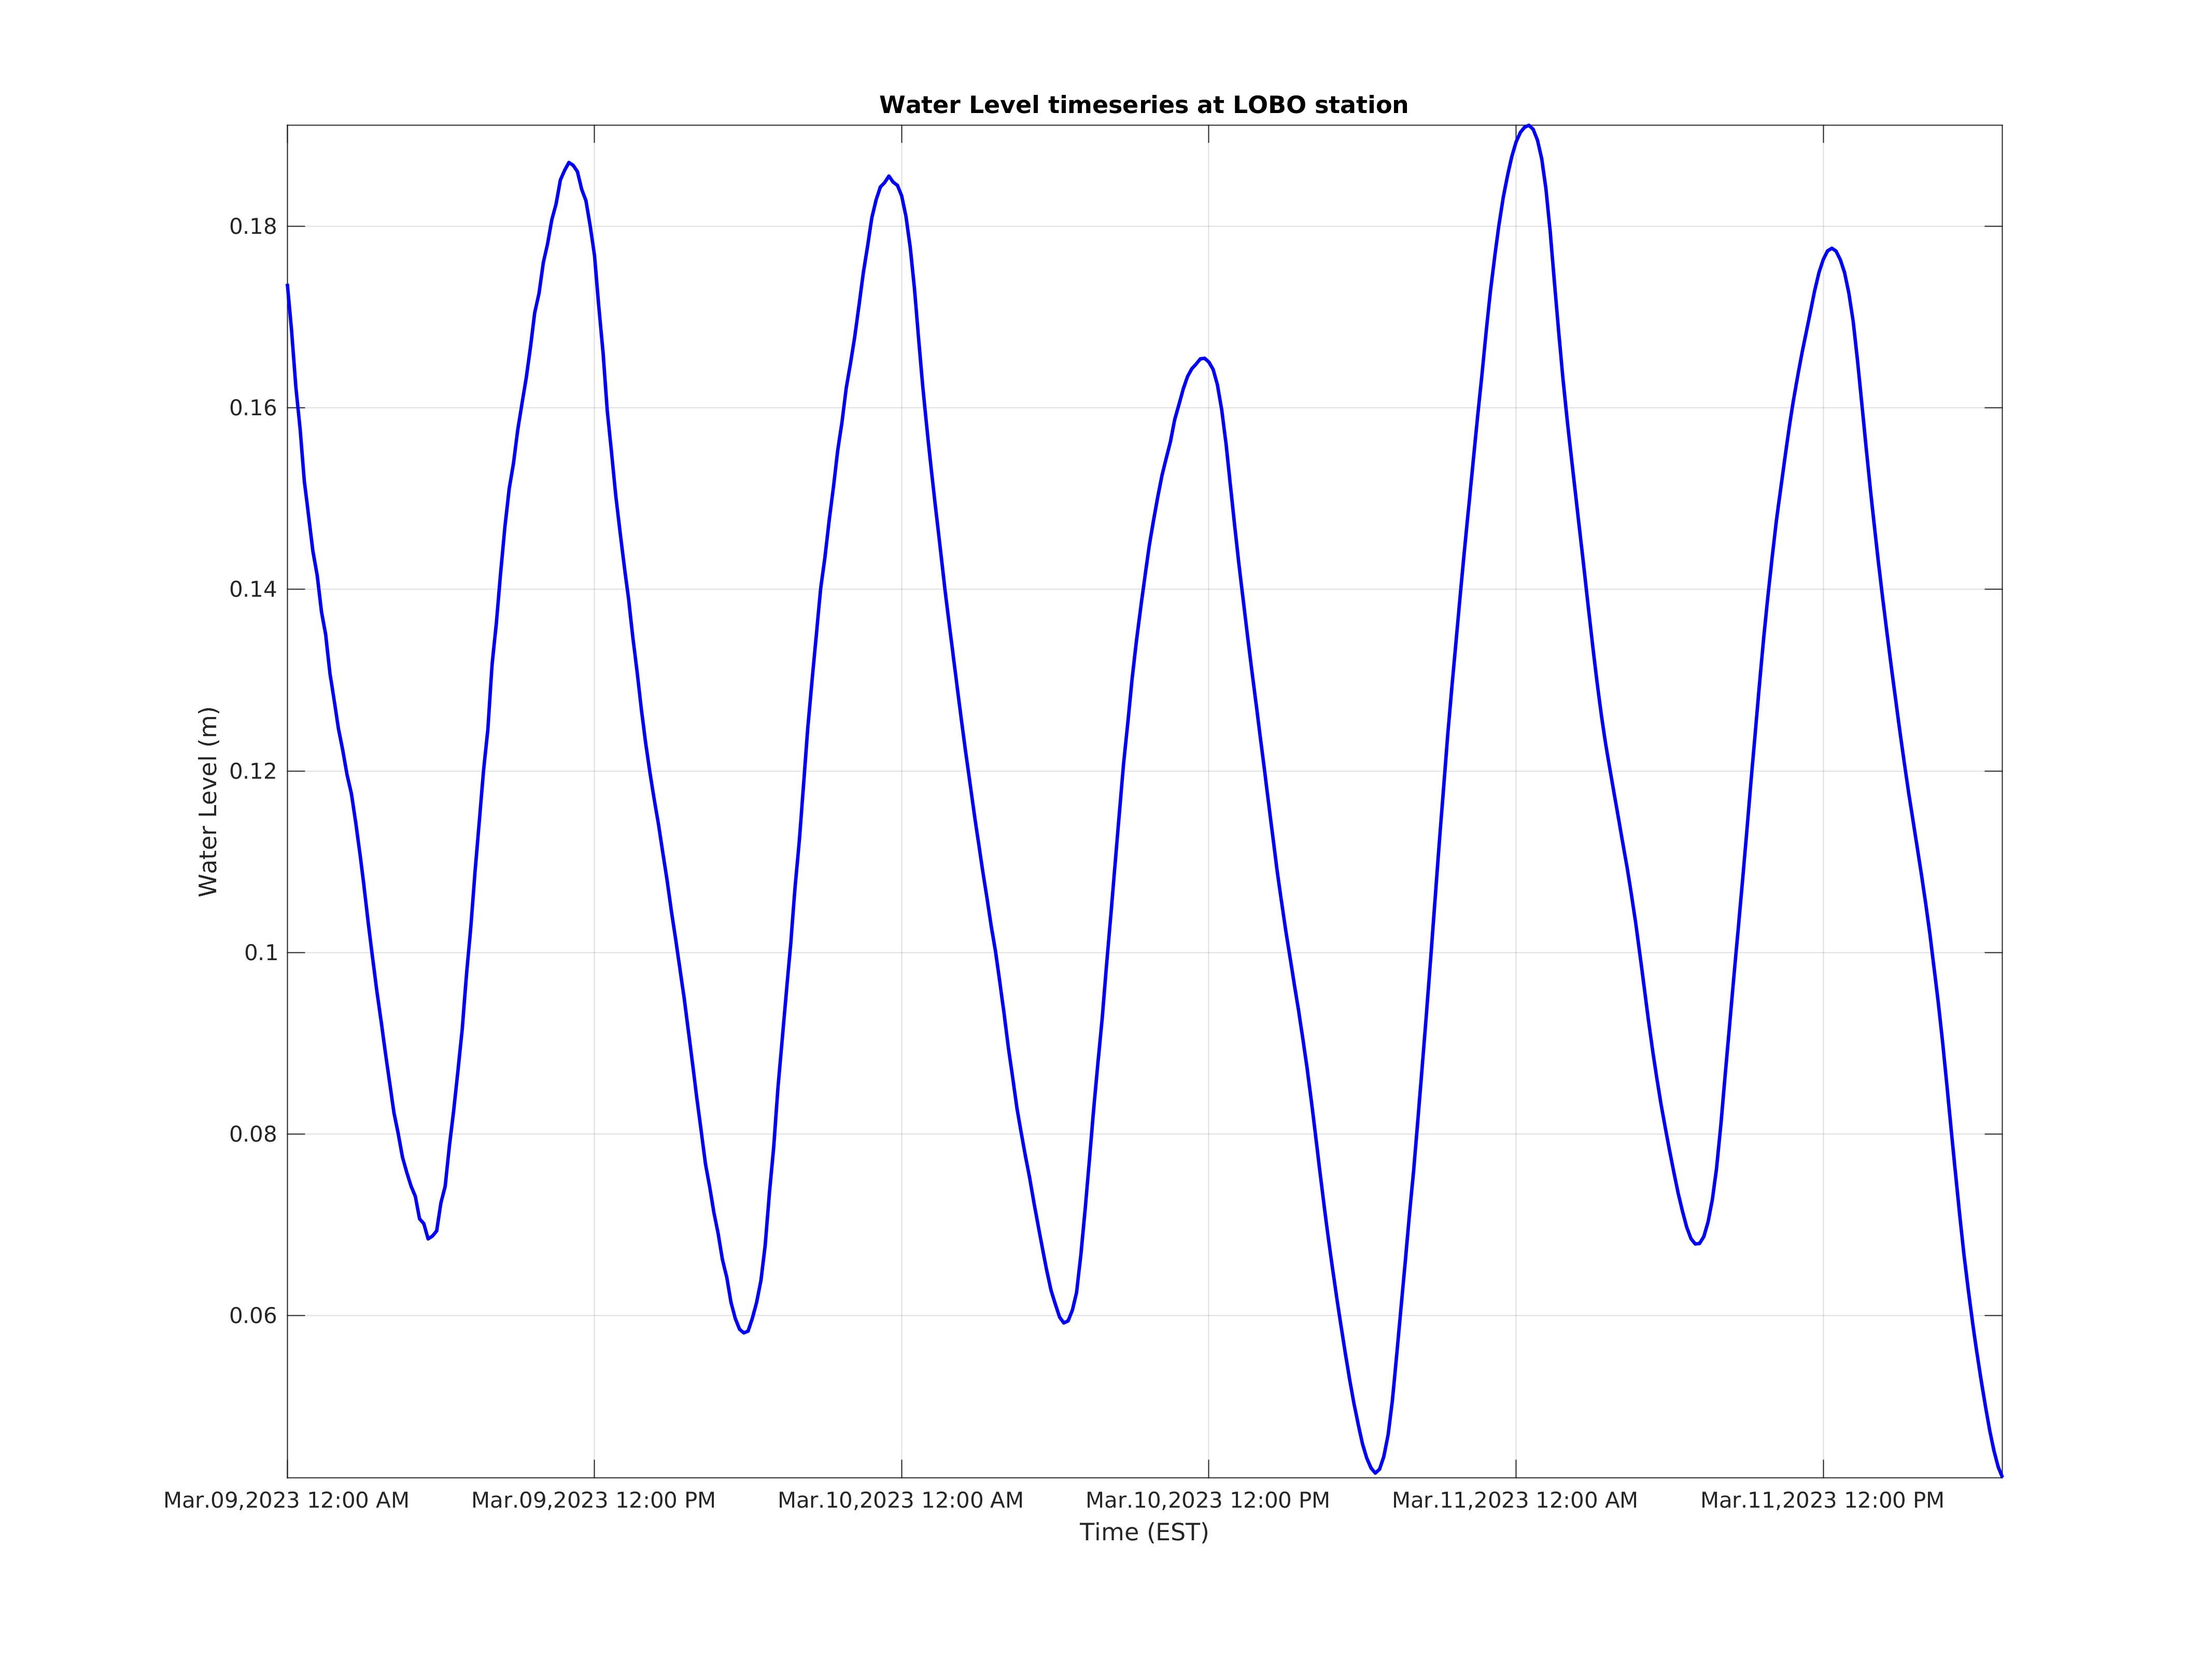 Water Level timeseries at LOBO station
0.18
0.16
0.14
0.12
0.1
0.08
0.06
Water Level (m)
Mar.09,2023 12:00 AM Mar.09,2023 12:00 PM Mar.10,2023 12:00 AM Mar.10,2023 12:00 PM Mar.11,2023 12:00 AM Mar.11,2023 12:00 PM
Time (EST)